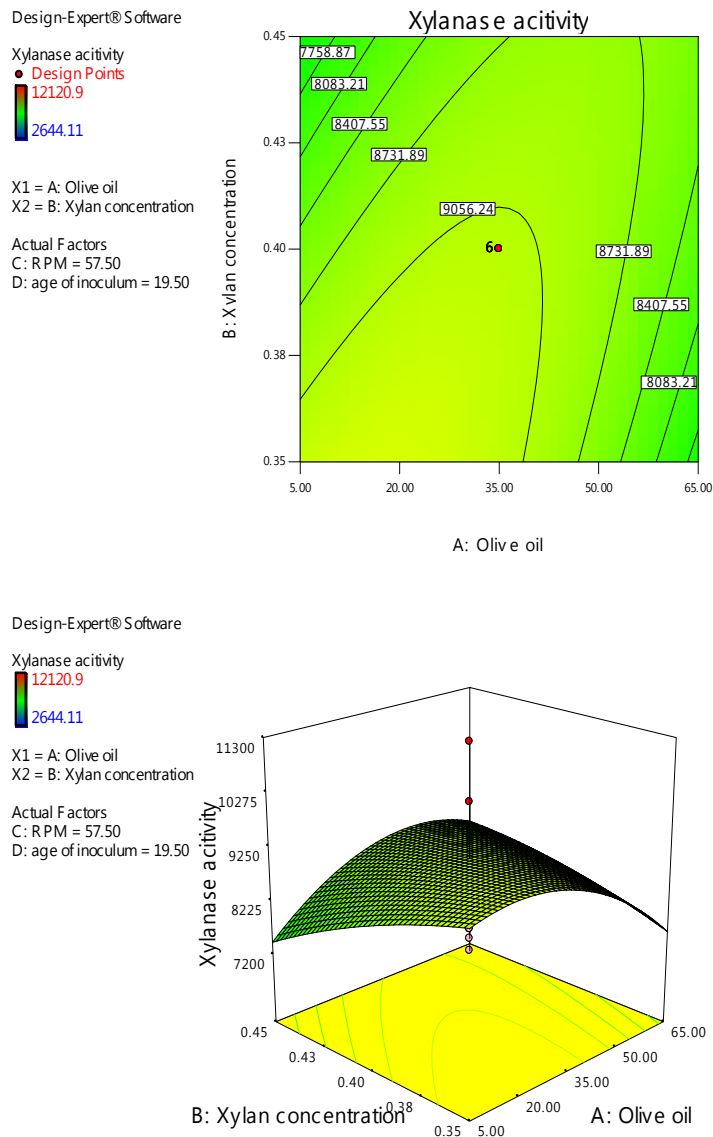 Design-Expert® Software
Xylanase acitivity
Design Points
12120.9
2644.11
X1 = A: Olive oil
X2 = B: Xylan concentration
Actual Factors
C: RPM = 57.50
D: age of inoculum = 19.50
Xylanase acitivity
0.45
0.43
0.40
0.38
0.35
B: Xylan concentration
7758.87
8083.21
8407.55
8731.89
9056.24
6
8731.89
8407.55
8083.21
5.00 20.00 35.00 50.00 65.00
A: Olive oil
Design-Expert® Software
Xylanase acitivity
12120.9
2644.11
X1 = A: Olive oil
X2 = B: Xylan concentration
Actual Factors
C: RPM = 57.50
D: age of inoculum = 19.50
11300
10275
9250
8225
7200
Xylanase acitivity
0.45
0.43
0.40
0.38
0.35
5.00
20.00
35.00
50.00
65.00
B: Xylan concentration
A: Olive oil